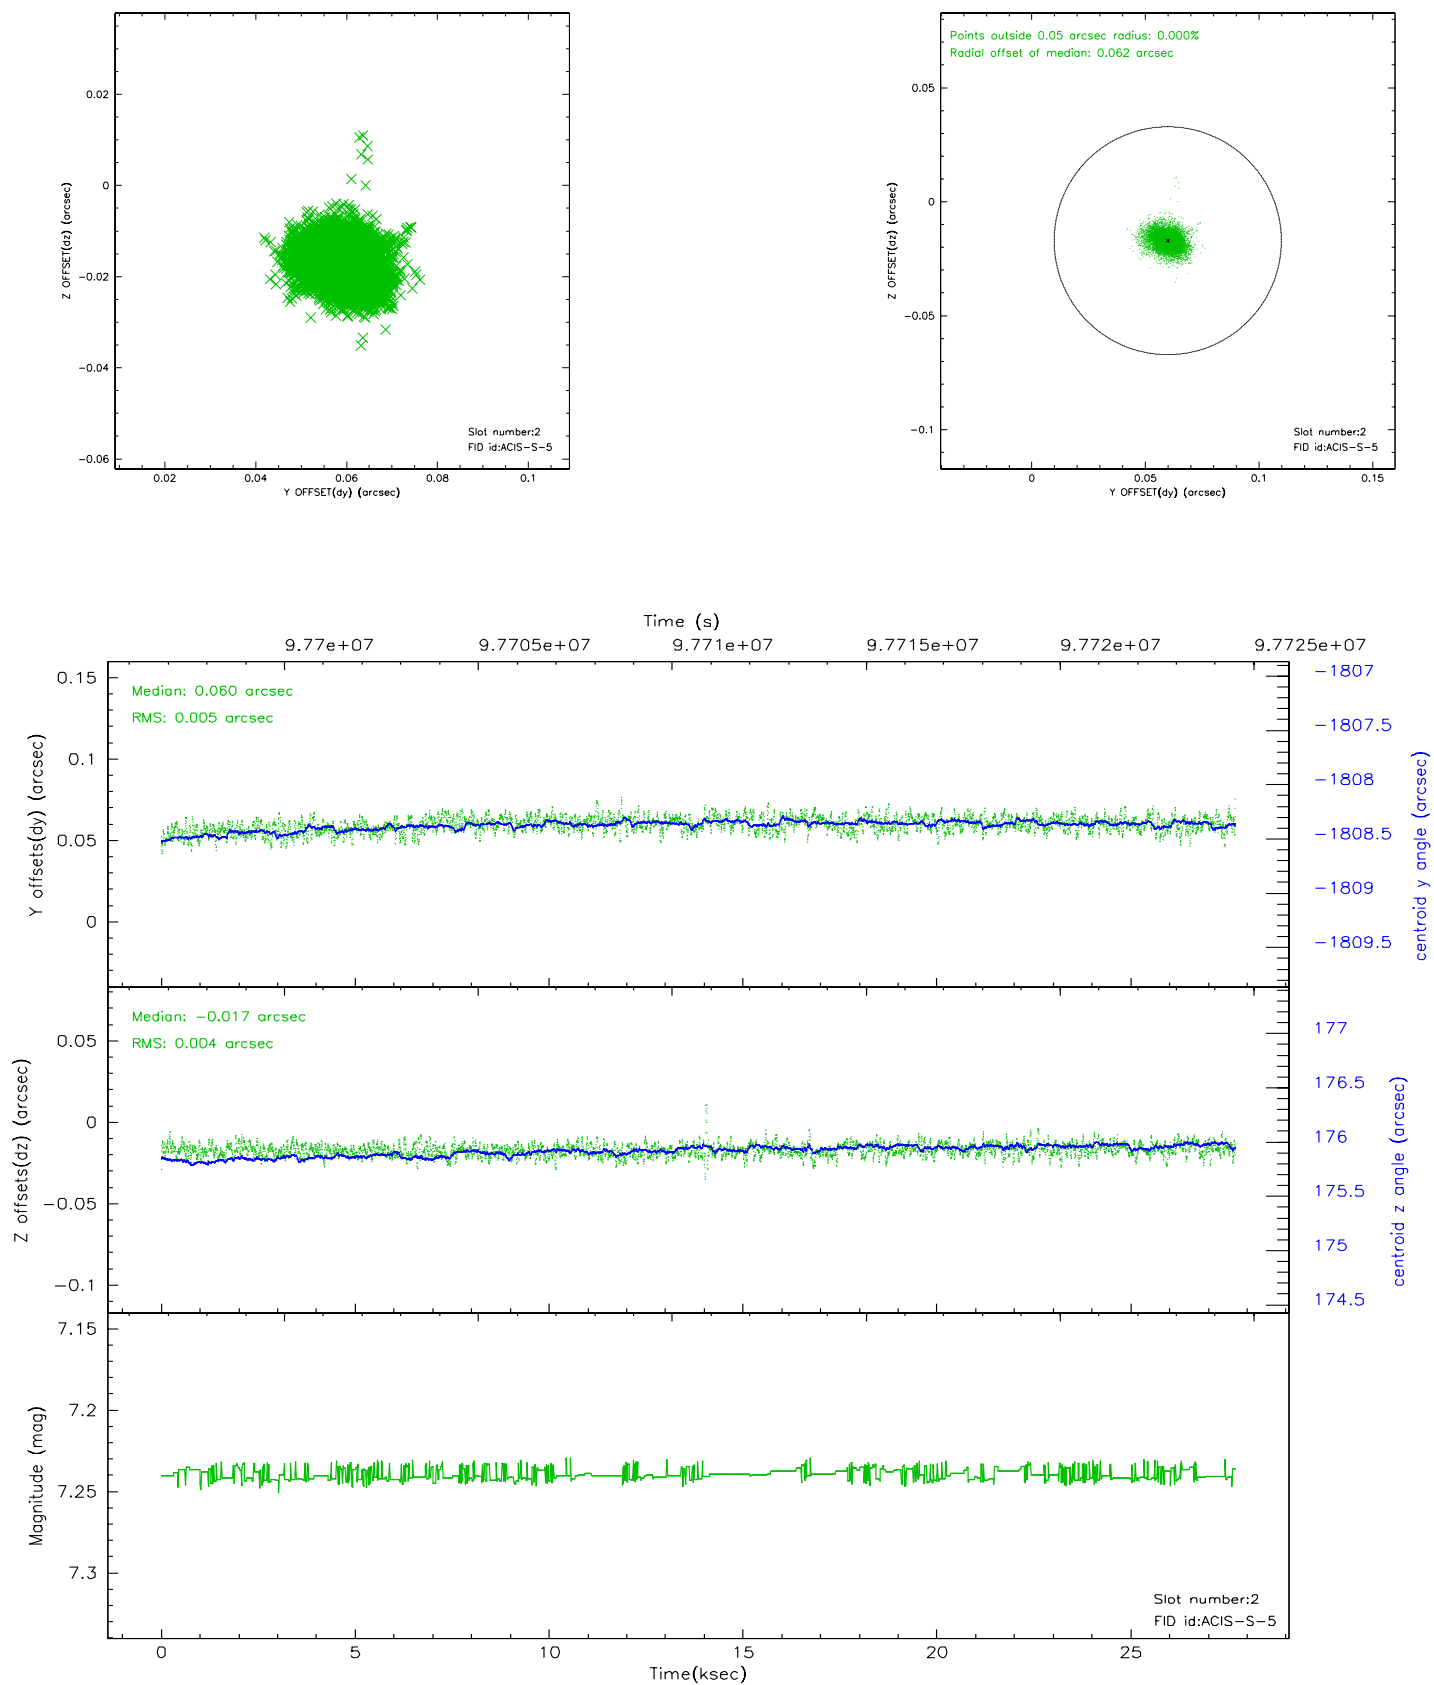 0.02
0
-0.02
-0.04
-0.06
Z OFFSET(dz) (arcsec)
0.02 0.04 0.06 0.08 0.1
Y OFFSET(dy) (arcsec)
Slot number:2
FID id:ACIS-S-5
Points outside 0.05 arcsec radius: 0.000%
Radial offset of median: 0.062 arcsec
0.05
0
-0.05
-0.1
Z OFFSET(dz) (arcsec)
0 0.05 0.1 0.15
Y OFFSET(dy) (arcsec)
Slot number:2
FID id:ACIS-S-5
Time (s)
9.77e+07 9.7705e+07 9.771e+07 9.7715e+07 9.772e+07 9.7725e+07
Median: 0.060 arcsec
RMS: 0.005 arcsec
0.15
0.1
0.05
0
Y offsets(dy) (arcsec)
-1807
-1807.5
-1808
-1808.5
-1809
-1809.5
centroid y angle (arcsec)
Median: -0.017 arcsec
RMS: 0.004 arcsec
0.05
0
-0.05
-0.1
Z offsets(dz) (arcsec)
177
176.5
176
175.5
175
174.5
centroid z angle (arcsec)
7.15
7.2
7.25
7.3
Magnitude (mag)
Slot number:2
FID id:ACIS-S-5
0 5 10 15 20 25
Time(ksec)